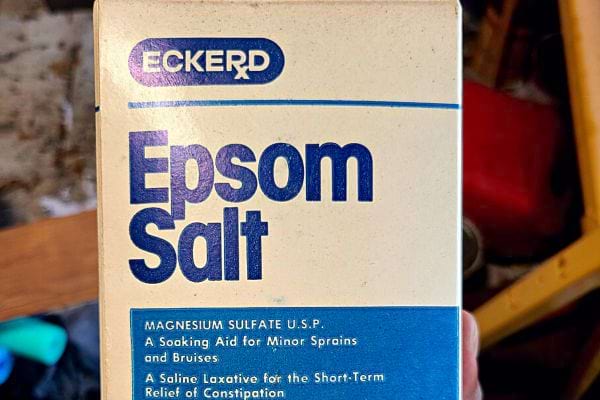 ECKERD
Epsom
Salt
MAGNESIUM SULFATE U.S.P.
A Soaking Aid for Minor Sprains
and Bruises
A Saline Laxative for the Short-Term
Relief of Constipation